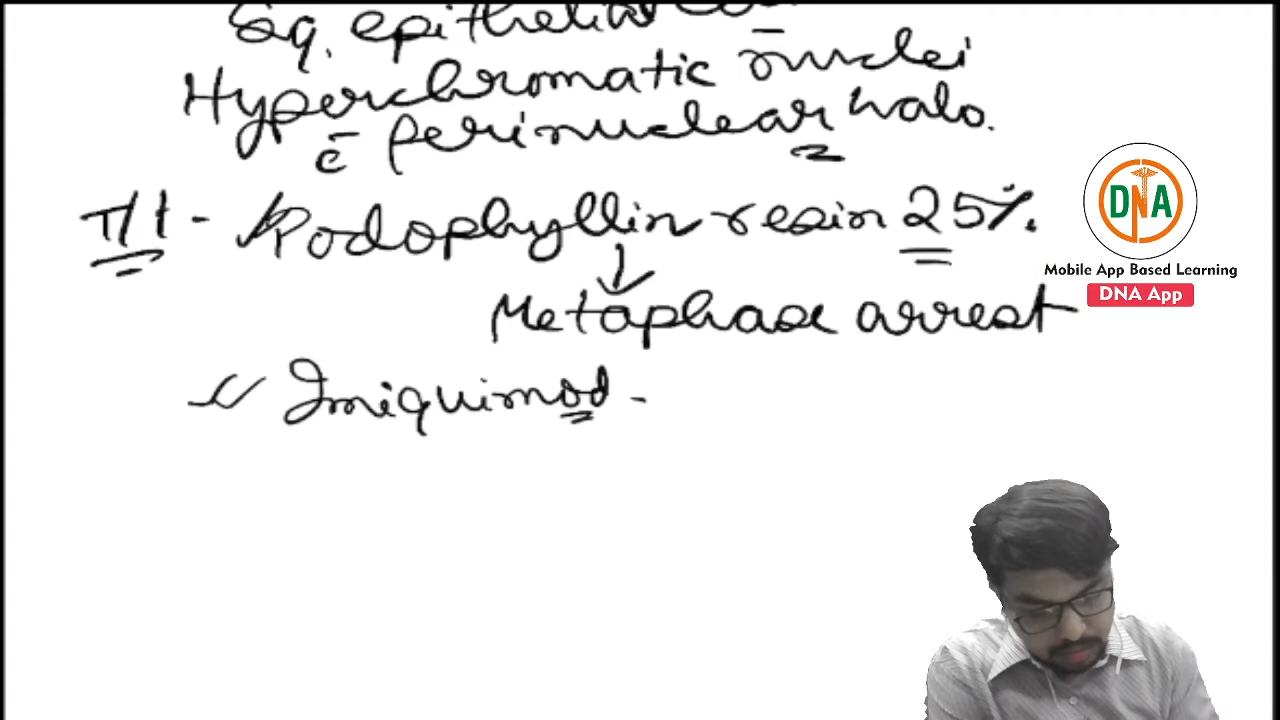 Sq. epithelial
Hyperchromatic nuclei
c̄ perinuclear halo.
T/t - Podophyllin resin 25%.
Metaphase arrest
Imiquimod -
DNA
Mobile App Based Learning
DNA App